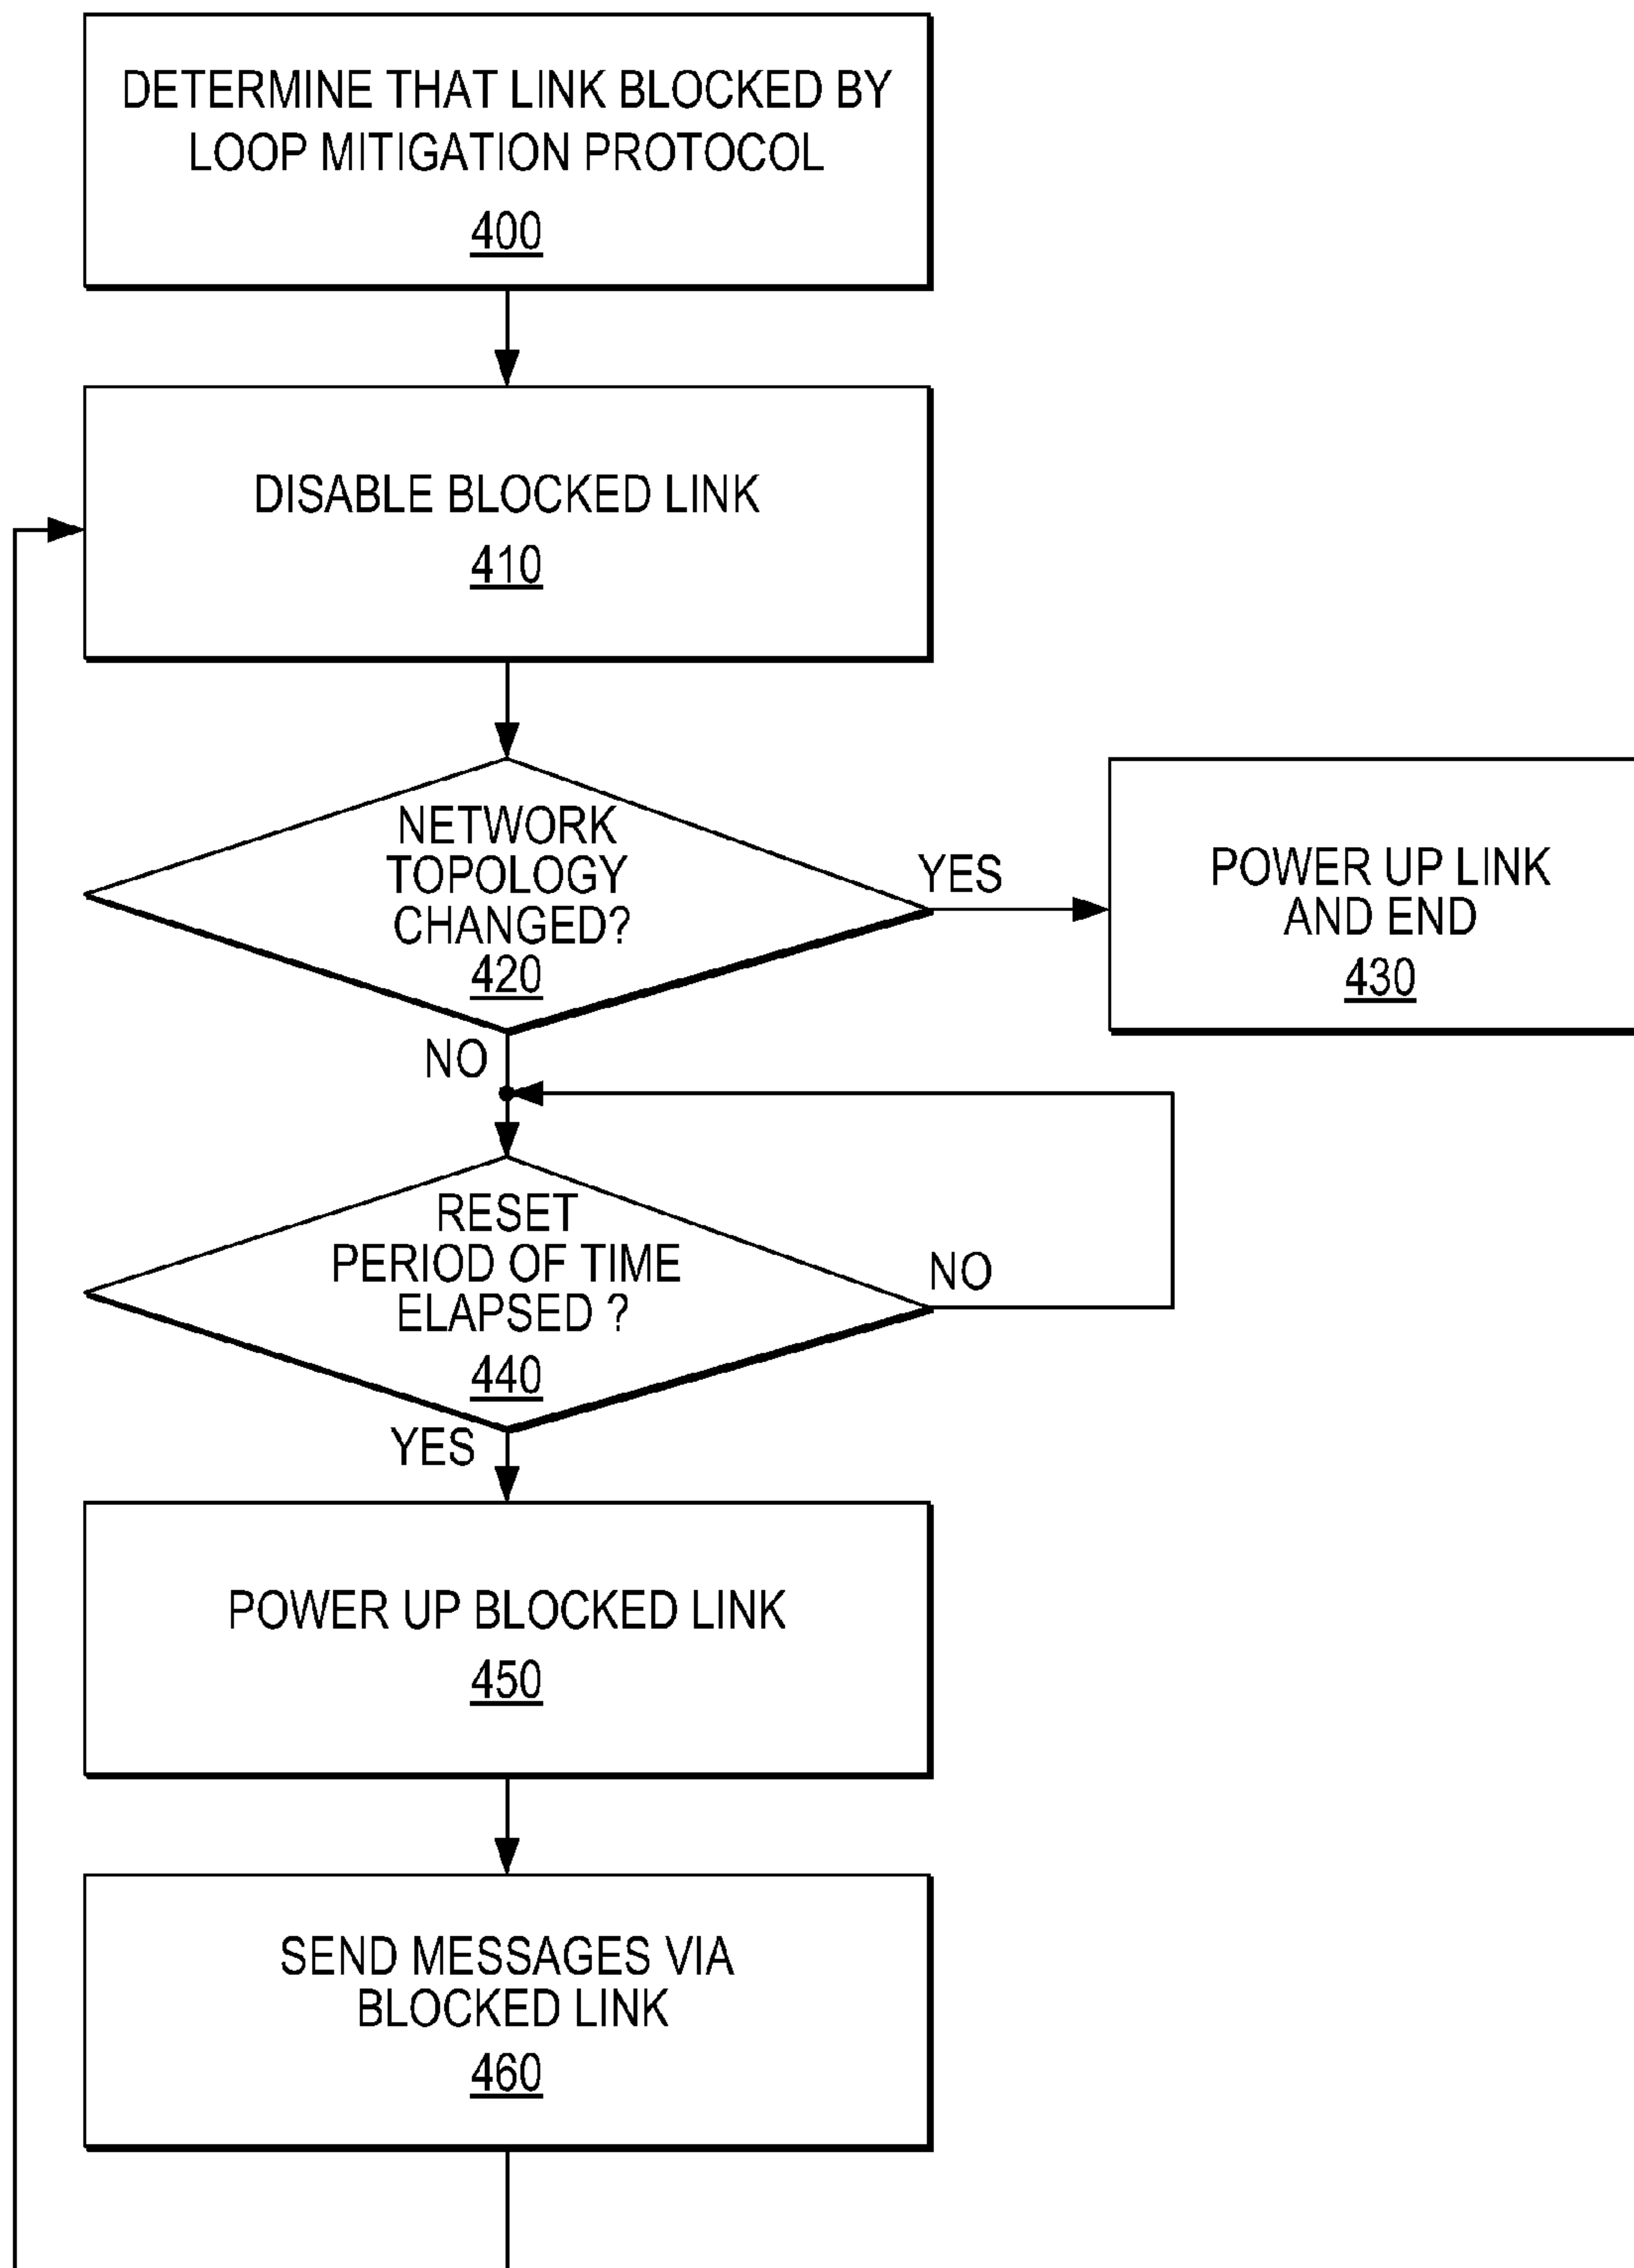 DETERMINE THAT LINK BLOCKED BY
LOOP MITIGATION PROTOCOL
400
DISABLE BLOCKED LINK
410
NETWORK
TOPOLOGY
CHANGED?
420
YES
POWER UP LINK
AND END
430
NO
RESET
PERIOD OF TIME
ELAPSED ?
440
NO
YES
POWER UP BLOCKED LINK
450
SEND MESSAGES VIA
BLOCKED LINK
460